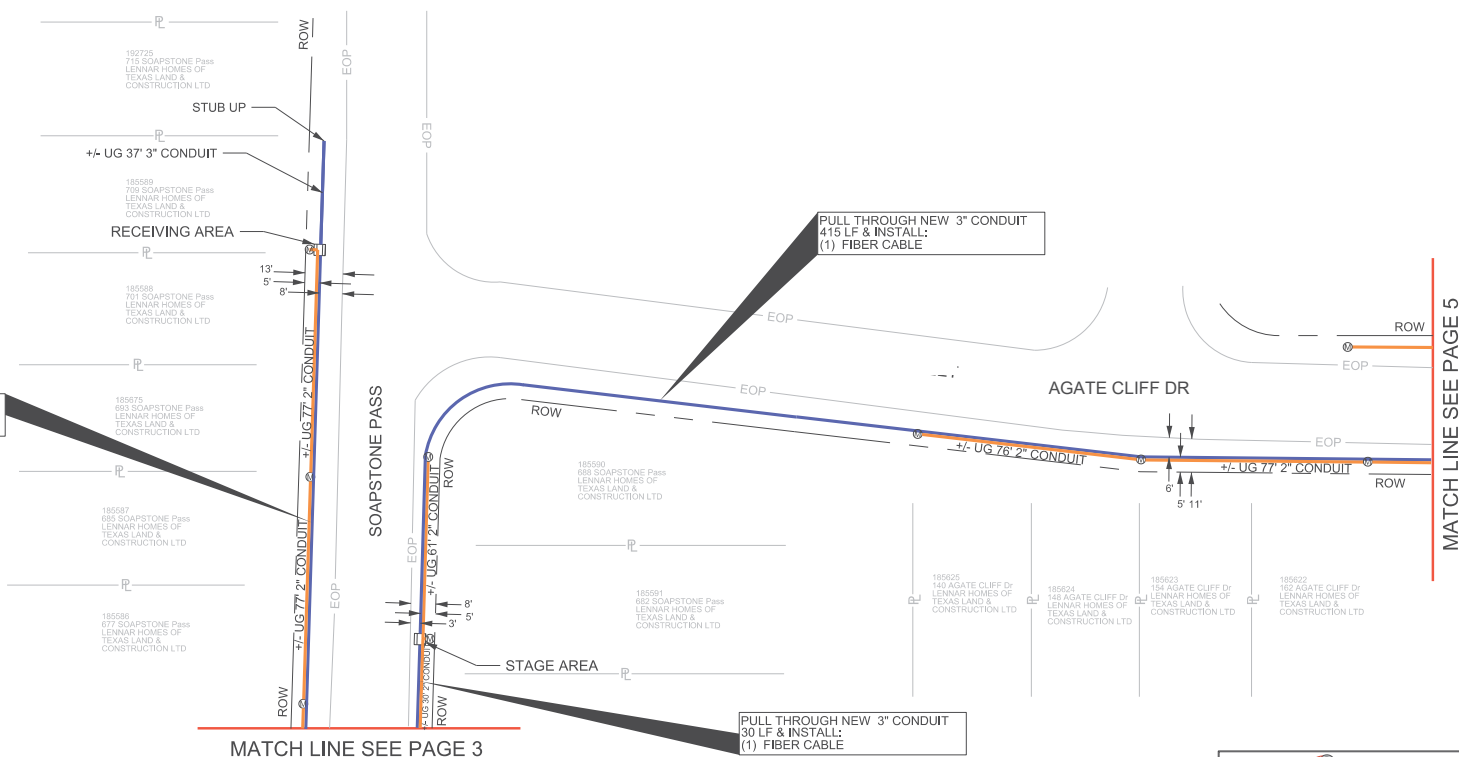 192725
715 SOAPSTONE Pass
LENNAR HOMES OF
TEXAS LAND &
CONSTRUCTION LTD
ROW
EOP
EOP
STUB UP
+/- UG 37' 3" CONDUIT
185589
709 SOAPSTONE Pass
LENNAR HOMES OF
TEXAS LAND &
CONSTRUCTION LTD
RECEIVING AREA
M
13'
5'
8'
185588
701 SOAPSTONE Pass
LENNAR HOMES OF
TEXAS LAND &
CONSTRUCTION LTD
PULL THROUGH NEW 3" CONDUIT
415 LF & INSTALL:
(1) FIBER CABLE
EOP
EOP
ROW
AGATE CLIFF DR
ROW
M
EOP
EOP
ROW
MATCH LINE SEE PAGE 5
185675
693 SOAPSTONE Pass
LENNAR HOMES OF
TEXAS LAND &
CONSTRUCTION LTD
+/- UG 77' 2" CONDUIT
M
SOAPSTONE PASS
M
ROW
M
+/- UG 76' 2" CONDUIT
M
+/- UG 77' 2" CONDUIT
M
6'
5'
11'
185590
688 SOAPSTONE Pass
LENNAR HOMES OF
TEXAS LAND &
CONSTRUCTION LTD
185587
685 SOAPSTONE Pass
LENNAR HOMES OF
TEXAS LAND &
CONSTRUCTION LTD
+/- UG 77' 2" CONDUIT
EOP
EOP
+/- UG 61' 2" CONDUIT
8'
5'
3'
185591
682 SOAPSTONE Pass
LENNAR HOMES OF
TEXAS LAND &
CONSTRUCTION LTD
185625
140 AGATE CLIFF Dr
LENNAR HOMES OF
TEXAS LAND &
CONSTRUCTION LTD
185624
148 AGATE CLIFF Dr
LENNAR HOMES OF
TEXAS LAND &
CONSTRUCTION LTD
185623
154 AGATE CLIFF Dr
LENNAR HOMES OF
TEXAS LAND &
CONSTRUCTION LTD
185622
162 AGATE CLIFF Dr
LENNAR HOMES OF
TEXAS LAND &
CONSTRUCTION LTD
185586
677 SOAPSTONE Pass
LENNAR HOMES OF
TEXAS LAND &
CONSTRUCTION LTD
M
STAGE AREA
+/- UG 30' 2" CONDUIT
ROW
ROW
M
PULL THROUGH NEW 3" CONDUIT
30 LF & INSTALL:
(1) FIBER CABLE
MATCH LINE SEE PAGE 3